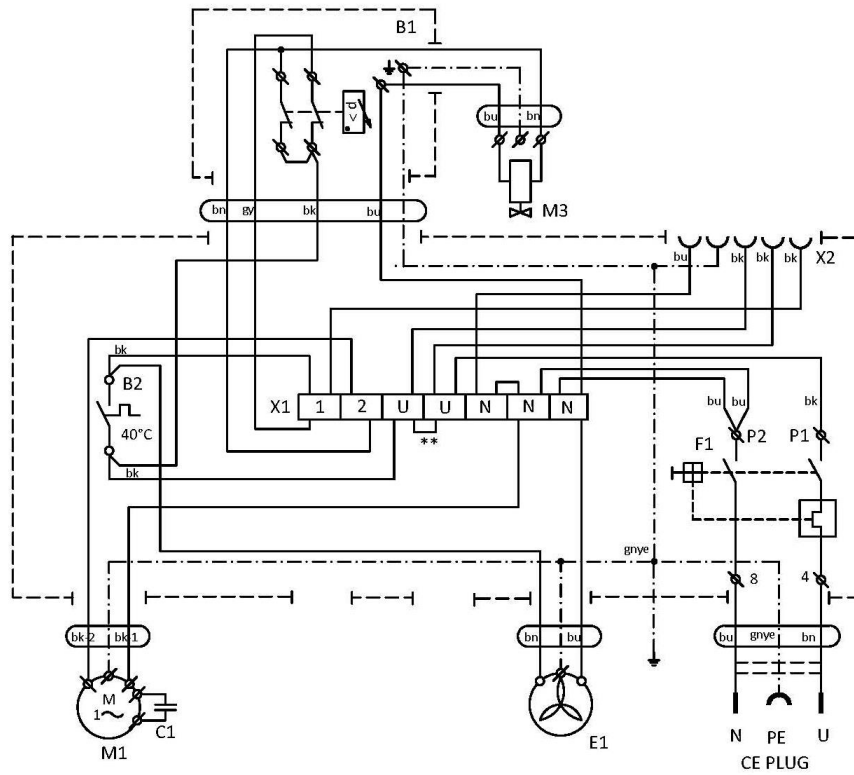 B1
< p
bu bn
M3
bn gy bk bu
bu bk bk bk
X2
bk
B2
40°C
bk
X1 1 2 U U N N N
**
bu bu bk
F1 P2 P1
gnye
8 4
bk-2 bk-1
bn bu
bu gnye bn
M
1
M1
C1
E1
N PE U
CE PLUG